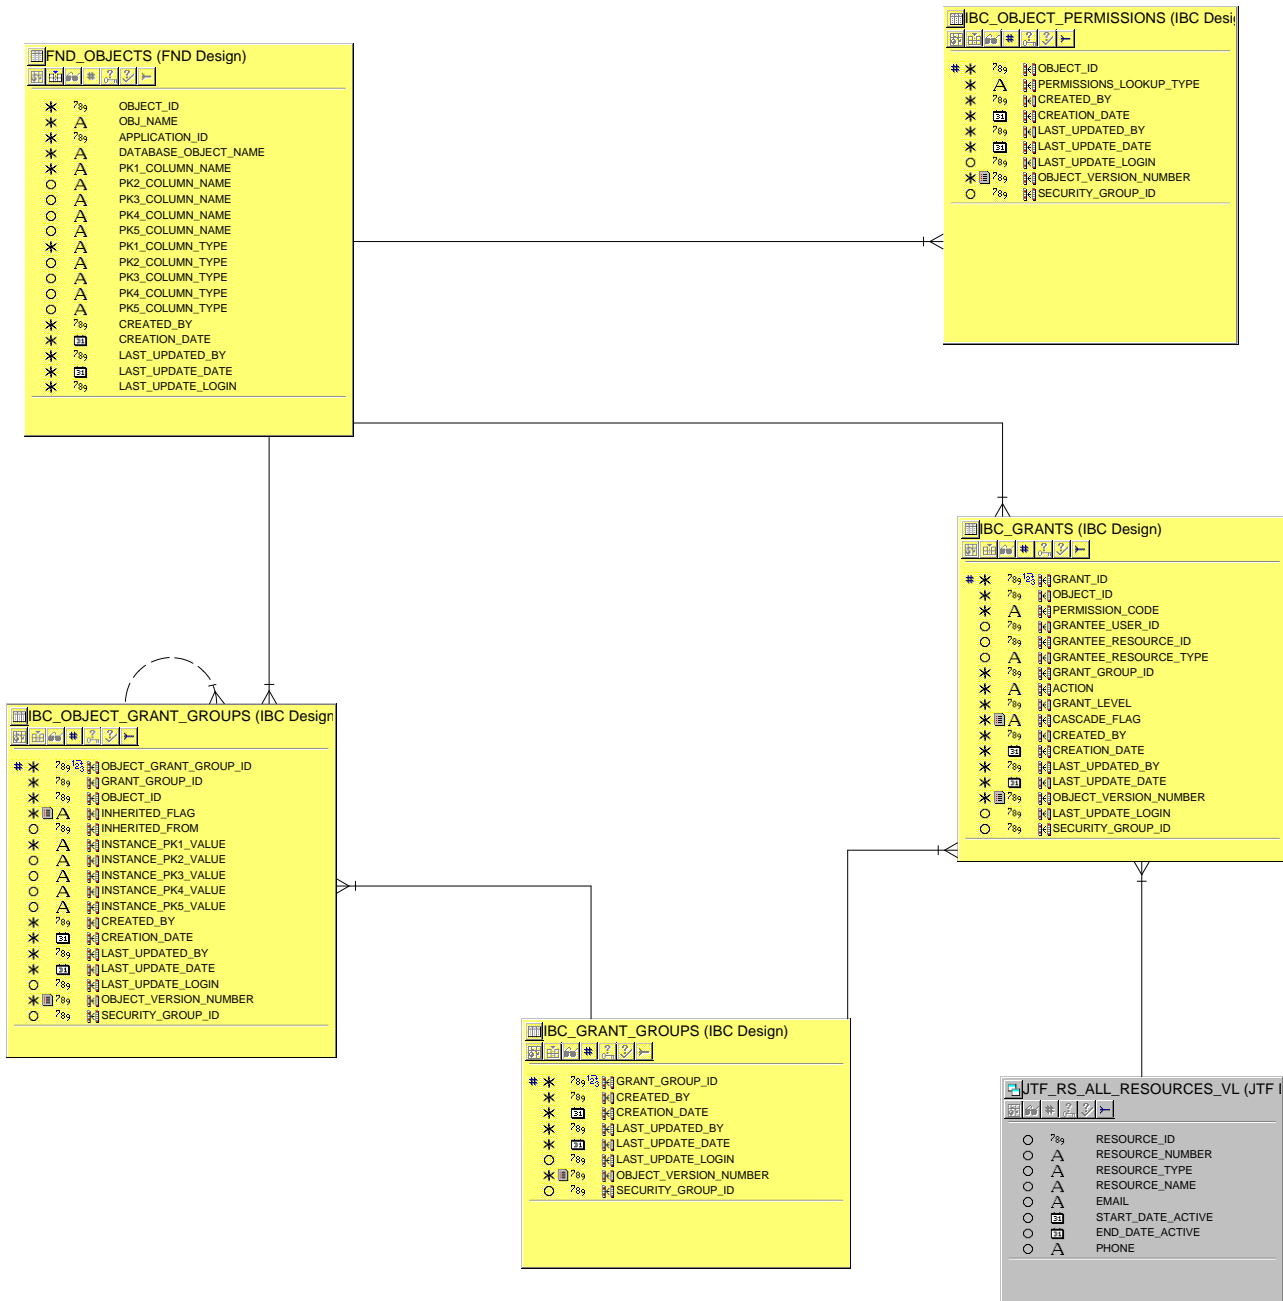 FND_OBJECTS (FND Design)
OBJECT_ID
OBJ_NAME
APPLICATION_ID
DATABASE_OBJECT_NAME
PK1_COLUMN_NAME
PK2_COLUMN_NAME
PK3_COLUMN_NAME
PK4_COLUMN_NAME
PK5_COLUMN_NAME
PK1_COLUMN_TYPE
PK2_COLUMN_TYPE
PK3_COLUMN_TYPE
PK4_COLUMN_TYPE
PK5_COLUMN_TYPE
CREATED_BY
CREATION_DATE
LAST_UPDATED_BY
LAST_UPDATE_DATE
LAST_UPDATE_LOGIN
IBC_OBJECT_PERMISSIONS (IBC Desi
OBJECT_ID
PERMISSIONS_LOOKUP_TYPE
CREATED_BY
CREATION_DATE
LAST_UPDATED_BY
LAST_UPDATE_DATE
LAST_UPDATE_LOGIN
OBJECT_VERSION_NUMBER
SECURITY_GROUP_ID
IBC_GRANTS (IBC Design)
GRANT_ID
OBJECT_ID
PERMISSION_CODE
GRANTEE_USER_ID
GRANTEE_RESOURCE_ID
GRANTEE_RESOURCE_TYPE
GRANT_GROUP_ID
ACTION
GRANT_LEVEL
CASCADE_FLAG
CREATED_BY
CREATION_DATE
LAST_UPDATED_BY
LAST_UPDATE_DATE
OBJECT_VERSION_NUMBER
LAST_UPDATE_LOGIN
SECURITY_GROUP_ID
IBC_OBJECT_GRANT_GROUPS (IBC Design
OBJECT_GRANT_GROUP_ID
GRANT_GROUP_ID
OBJECT_ID
INHERITED_FLAG
INHERITED_FROM
INSTANCE_PK1_VALUE
INSTANCE_PK2_VALUE
INSTANCE_PK3_VALUE
INSTANCE_PK4_VALUE
INSTANCE_PK5_VALUE
CREATED_BY
CREATION_DATE
LAST_UPDATED_BY
LAST_UPDATE_DATE
LAST_UPDATE_LOGIN
OBJECT_VERSION_NUMBER
SECURITY_GROUP_ID
IBC_GRANT_GROUPS (IBC Design)
GRANT_GROUP_ID
CREATED_BY
CREATION_DATE
LAST_UPDATED_BY
LAST_UPDATE_DATE
LAST_UPDATE_LOGIN
OBJECT_VERSION_NUMBER
SECURITY_GROUP_ID
JTF_RS_ALL_RESOURCES_VL (JTF
RESOURCE_ID
RESOURCE_NUMBER
RESOURCE_TYPE
RESOURCE_NAME
EMAIL
START_DATE_ACTIVE
END_DATE_ACTIVE
PHONE